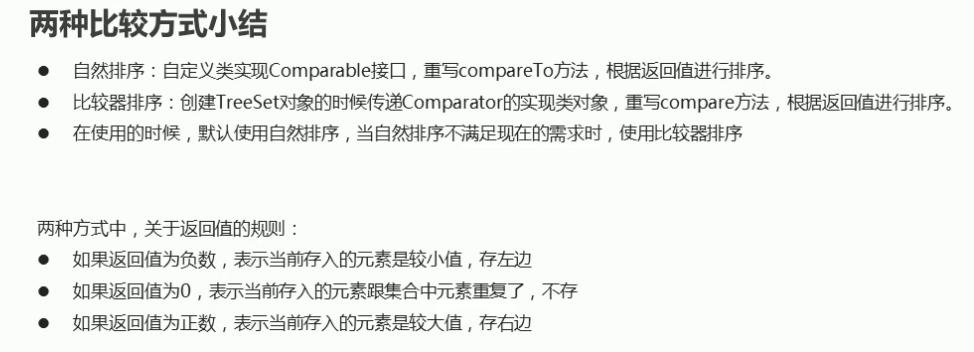 两种比较方式小结
● 自然排序：自定义类实现Comparable接口，重写compareTo方法，根据返回值进行排序。
● 比较器排序：创建TreeSet对象的时候传递Comparator的实现类对象，重写compare方法，根据返回值进行排序。
● 在使用的时候，默认使用自然排序，当自然排序不满足现在的需求时，使用比较器排序
两种方式中，关于返回值的规则：
● 如果返回值为负数，表示当前存入的元素是较小值，存左边
● 如果返回值为0，表示当前存入的元素跟集合中元素重复了，不存
● 如果返回值为正数，表示当前存入的元素是较大值，存右边